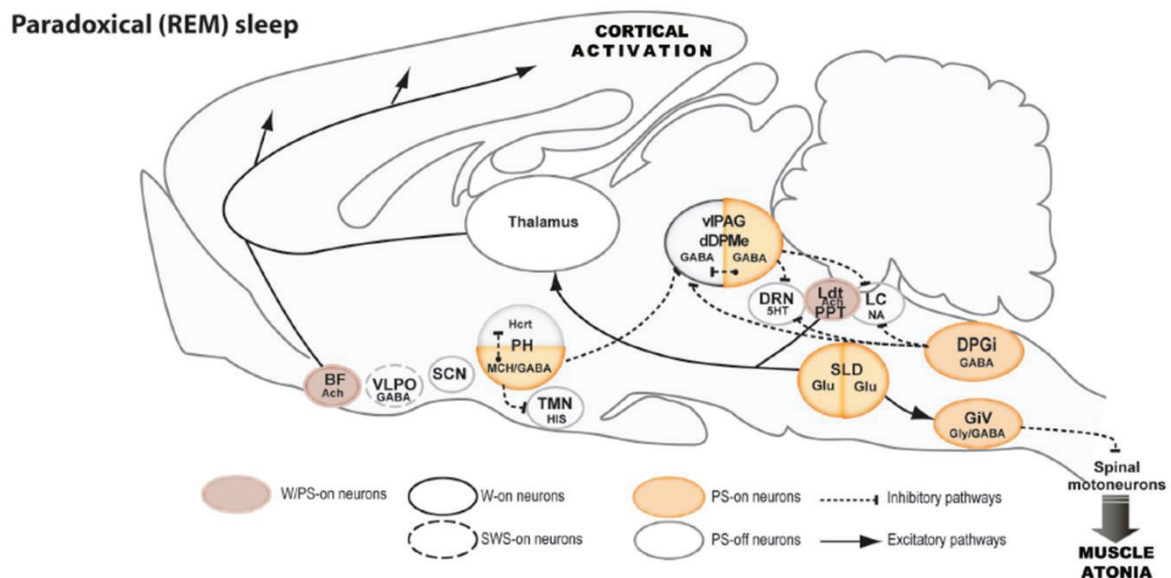 Paradoxical (REM) sleep
CORTICAL
ACTIVATION
Thalamus
vlPAG
dDPMe
GABA GABA
DRN
5HT
Ldt
Ach
PPT
LC
NA
Hcrt
PH
MCH/GABA
BF
Ach
VLPO
GABA
SCN
TMN
HIS
SLD
Glu Glu
DPGi
GABA
GiV
Gly/GABA
Spinal
motoneurons
MUSCLE
ATONIA
W/PS-on neurons
W-on neurons
SWS-on neurons
PS-on neurons
PS-off neurons
Inhibitory pathways
Excitatory pathways